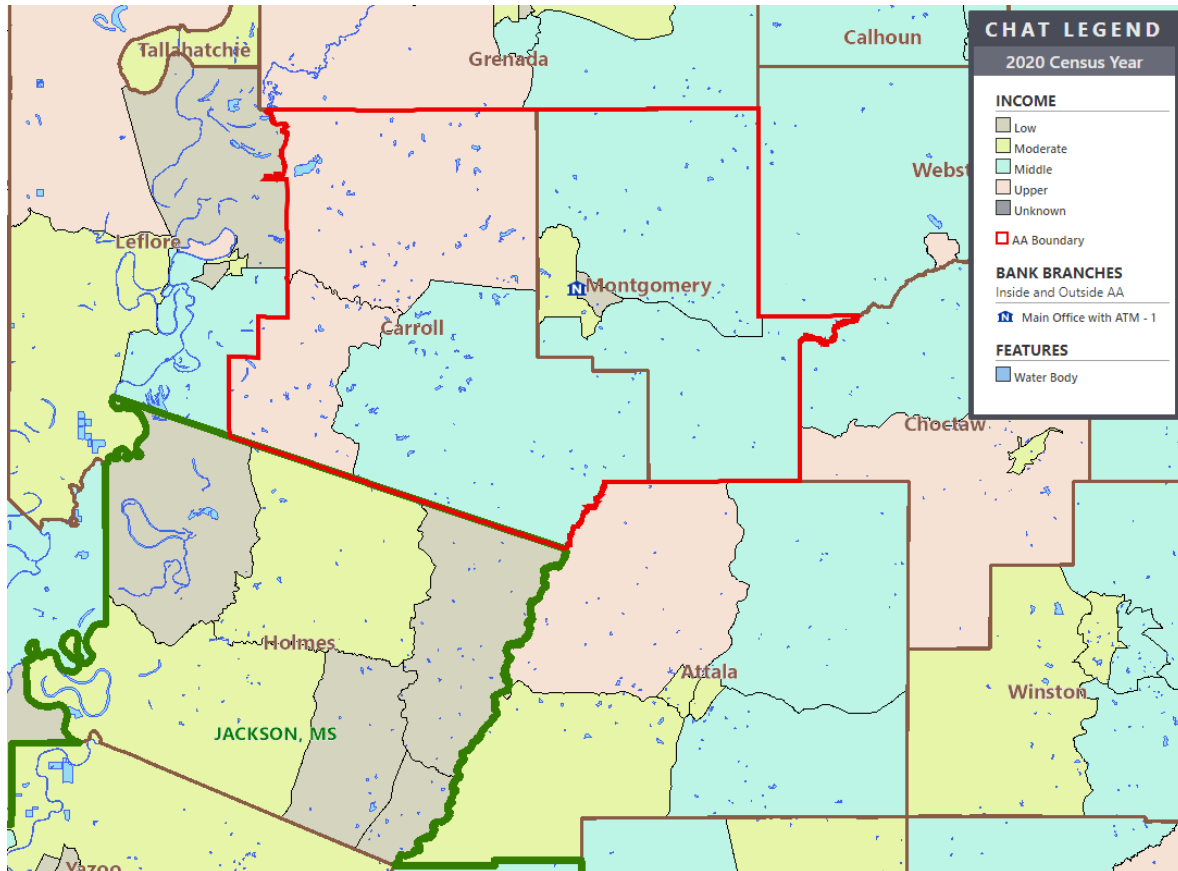 Tallahatchie
Grenada
Calhoun
Webst
Leflore
Montgomery
Carroll
Choctaw
Holmes
Attala
Winston
JACKSON, MS
Yazoo
CHAT LEGEND
2020 Census Year
INCOME
Low
Moderate
Middle
Upper
Unknown
AA Boundary
BANK BRANCHES
Inside and Outside AA
N
Main Office with ATM - 1
FEATURES
Water Body
N